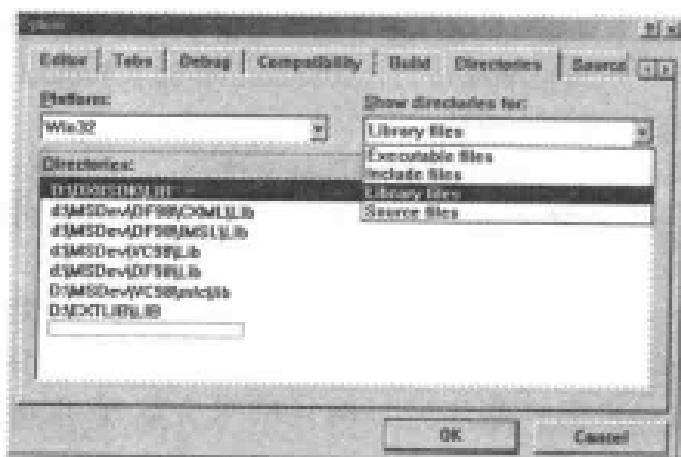 Editor Tabs Debug Compatibility Build Directories Source
Platform:
Show directories for:
Win32
Library files
Directories:
Executable files
Include files
Library files
Source files
d:\MSDev\DF98\CXML\Lib
d:\MSDev\DF98\IMSL\Lib
d:\MSDev\VC98\Lib
d:\MSDev\DF98\Lib
D:\MSDev\VC98\mfc\lib
D:\EXTLIB\LIB
OK Cancel